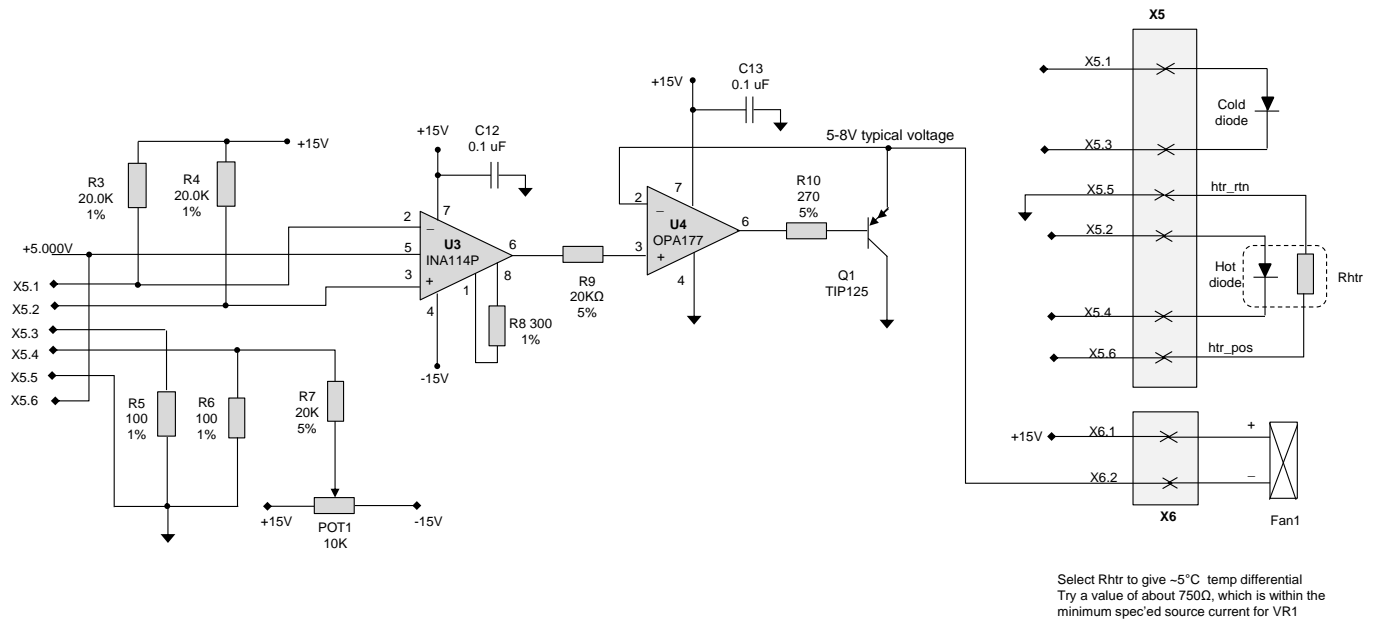 X5
C13
0.1 uF
+15V
X5.1
Cold
diode
+15V
C12
0.1 uF
5-8V typical voltage
+15V
X5.3
R3
20.0K
1%
R4
20.0K
1%
R10
270
5%
X5.5
htr_rtn
7
2
–
U4
OPA177
6
3
+
4
7
2
–
U3
INA114P
5
6
3
+
8
1
4
X5.2
+5.000V
Hot
diode
Rhtr
X5.1
X5.2
X5.3
X5.4
X5.5
X5.6
R9
20KΩ
5%
Q1
TIP125
R8 300
1%
X5.4
htr_pos
X5.6
-15V
R5
100
1%
R6
100
1%
R7
20K
5%
+15V
X6.1
+
X6.2
–
+15V
-15V
POT1
10K
X6
Fan1
Select Rhtr to give ~5°C temp differential
Try a value of about 750Ω, which is within the
minimum spec'ed source current for VR1